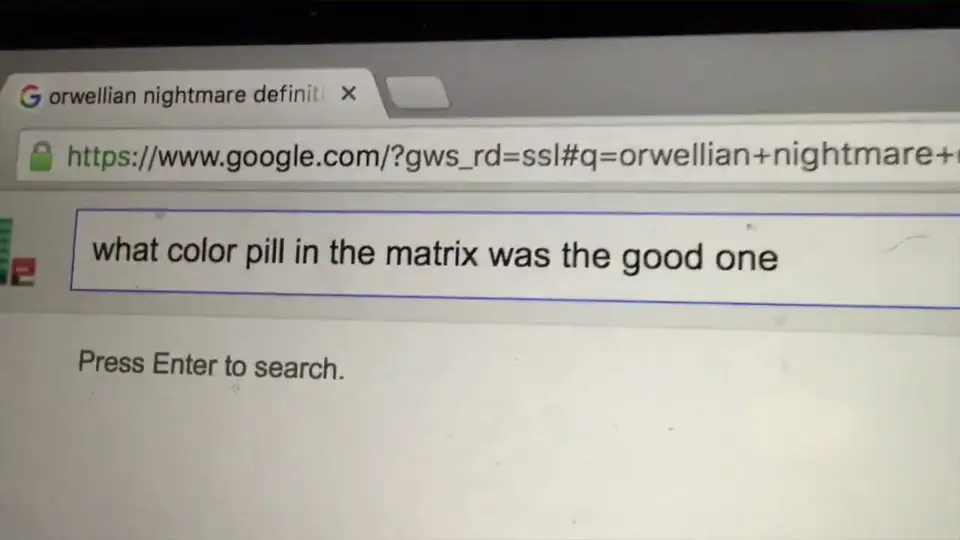 orwellian nightmare definiti
https://www.google.com/?gws_rd=ssl#q=orwellian+nightmare+
what color pill in the matrix was the good one
Press Enter to search.